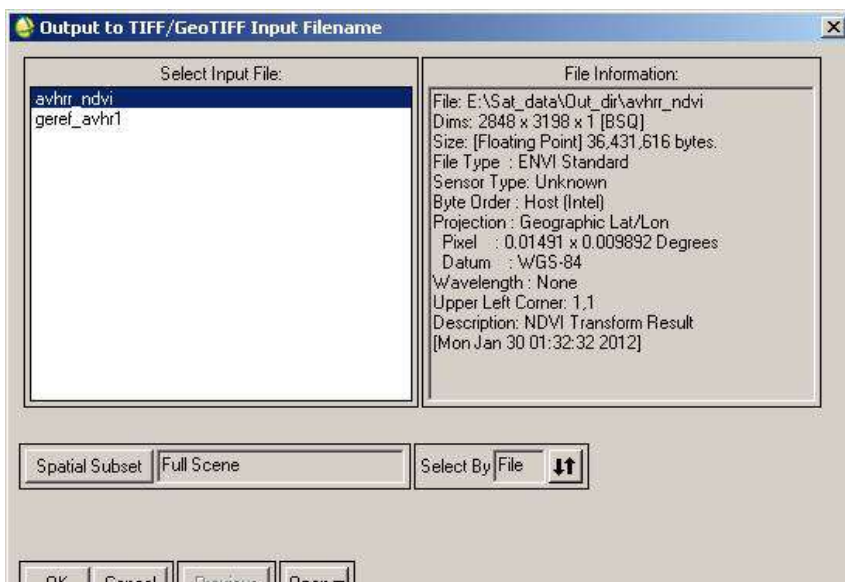 Output to TIFF/GeoTIFF Input Filename
Select Input File:
avhrr_ndvi
geref_avhr1
File Information:
File: E:\Sat_data\Out_dir\avhrr_ndvi
Dims: 2848 x 3198 x 1 [BSQ]
Size: [Floating Point] 36,431,616 bytes.
File Type : ENVI Standard
Sensor Type: Unknown
Byte Order : Host (Intel)
Projection : Geographic Lat/Lon
Pixel : 0.01491 x 0.009892 Degrees
Datum : WGS-84
Wavelength : None
Upper Left Corner: 1,1
Description: NDVI Transform Result
[Mon Jan 30 01:32:32 2012]
Spatial Subset Full Scene
Select By File
OK Cancel Previous Open